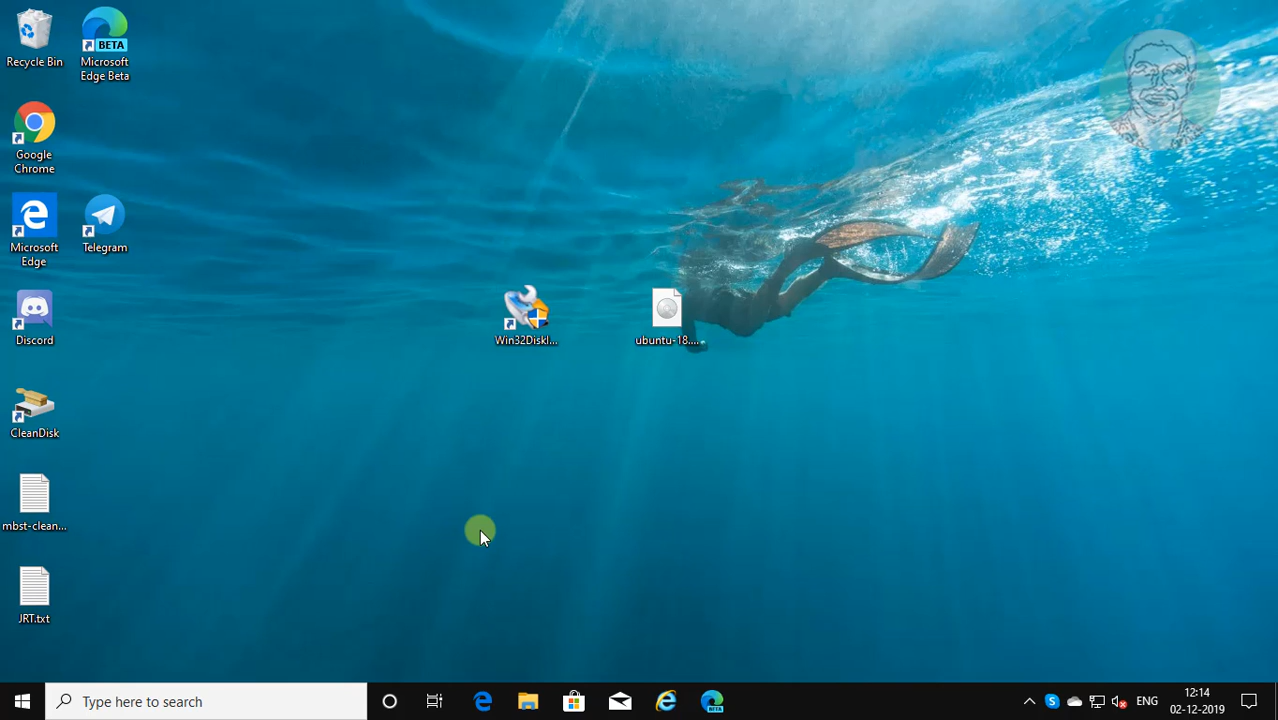 Recycle Bin
BETA
Microsoft
Edge Beta
Google
Chrome
Microsoft
Edge
Telegram
Discord
CleanDisk
mbst-clean...
JRT.txt
Win32DiskI...
ubuntu-18....
Type here to search
ENG
12:14
02-12-2019